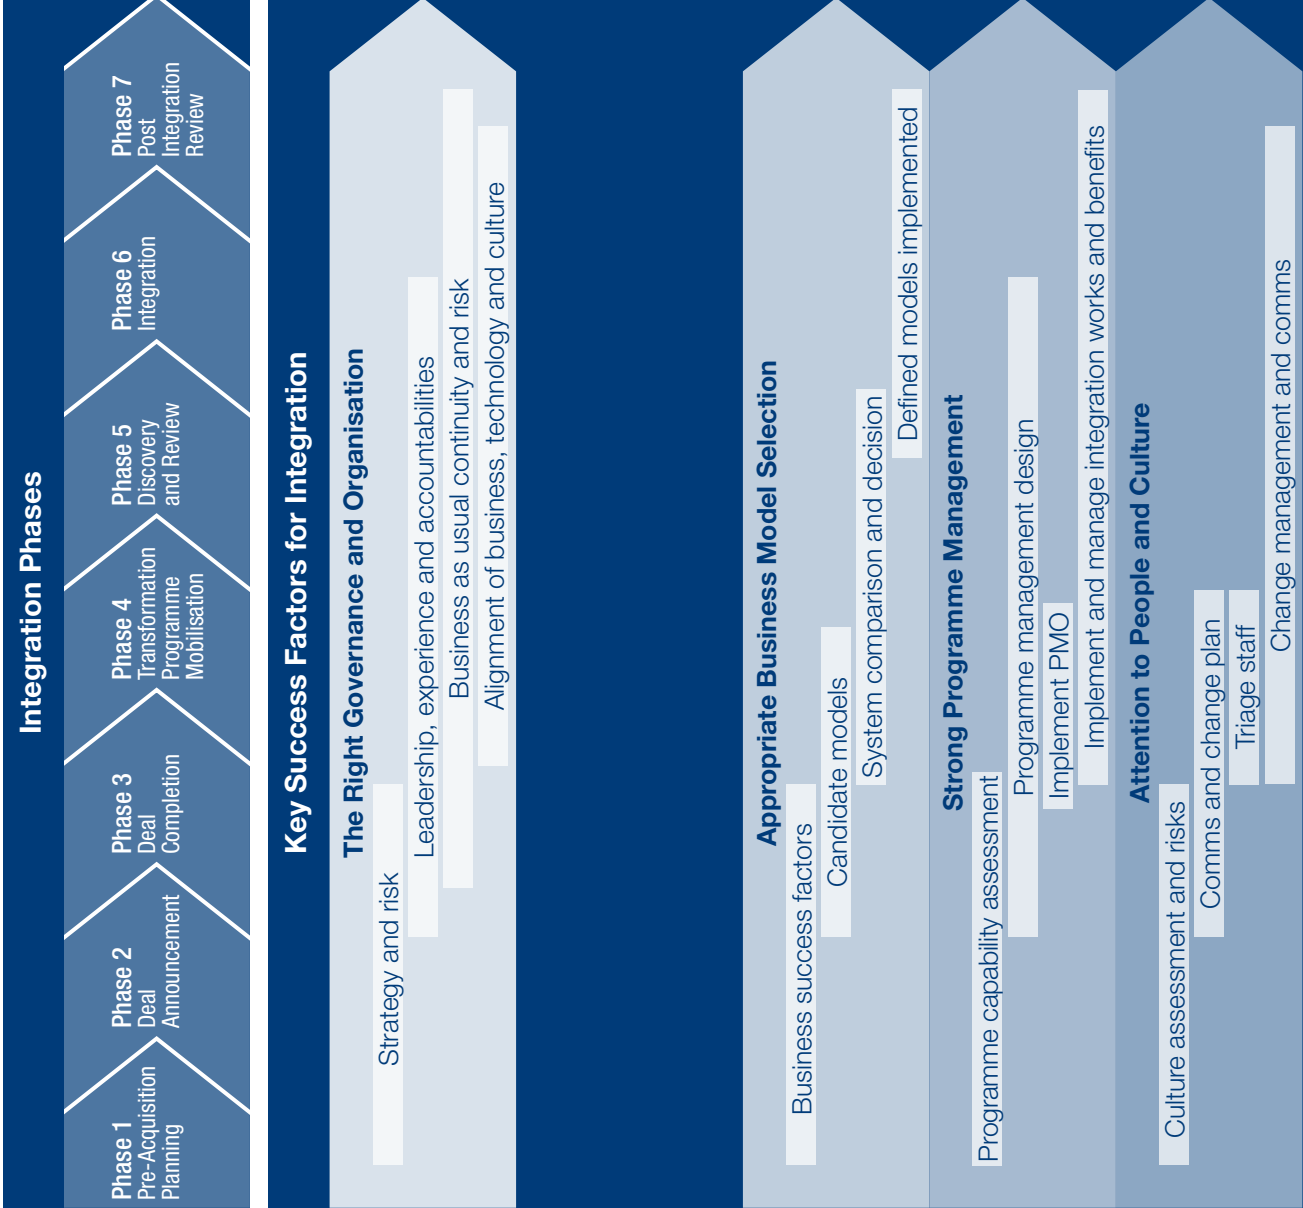 Integration Phases
Phase 1
Pre-Acquisition
Planning
Phase 2
Deal
Announcement
Phase 3
Deal
Completion
Phase 4
Transformation
Programme
Mobilisation
Phase 5
Discovery
and Review
Phase 6
Integration
Phase 7
Post
Integration
Review
Key Success Factors for Integration
The Right Governance and Organisation
Strategy and risk
Leadership, experience and accountabilities
Business as usual continuity and risk
Alignment of business, technology and culture
Appropriate Business Model Selection
Business success factors
Candidate models
System comparison and decision
Defined models implemented
Strong Programme Management
Programme capability assessment
Programme management design
Implement PMO
Implement and manage integration works and benefits
Attention to People and Culture
Culture assessment and risks
Comms and change plan
Triage staff
Change management and comms